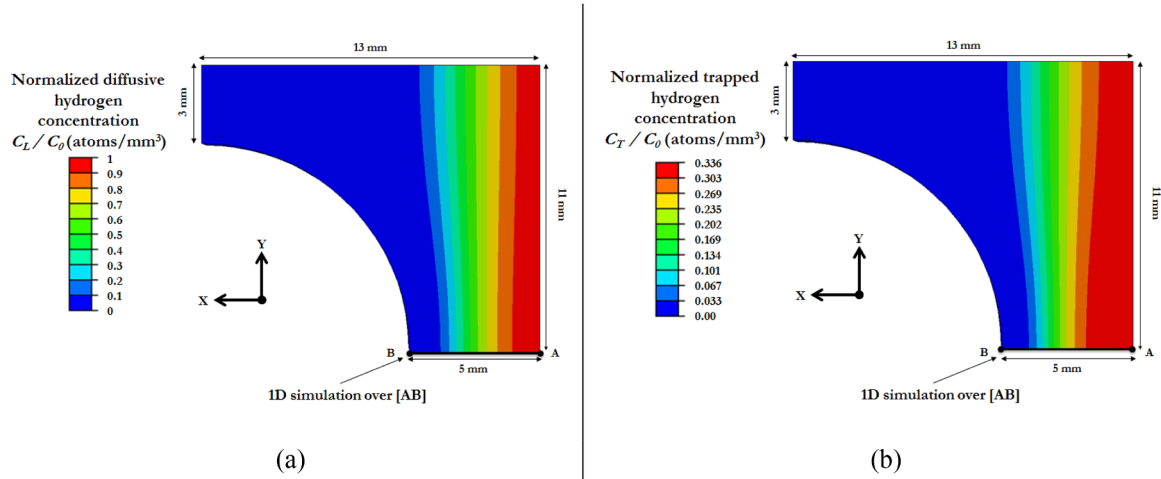 13 mm
Normalized diffusive
hydrogen
concentration
C_L / C_0 (atoms/mm³)
3 mm
1
0.9
0.8
0.7
0.6
0.5
0.4
0.3
0.2
0.1
0
11 mm
Y
X
B
A
5 mm
1D simulation over [AB]
(a)
13 mm
Normalized trapped
hydrogen
concentration
C_T / C_0 (atoms/mm³)
3 mm
0.336
0.303
0.269
0.235
0.202
0.169
0.134
0.101
0.067
0.033
0.00
11 mm
Y
X
B
A
5 mm
1D simulation over [AB]
(b)